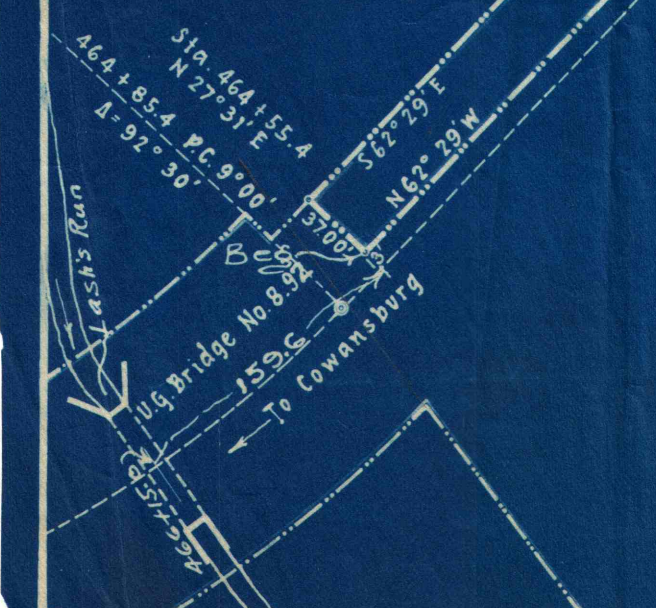 Sta. 464+55.4
N 27° 31' E
464+85.4 P.C. 9°00'
Δ = 92° 30'
S 62° 29' E
N 62° 29' W
37.00'
Beg.
13
Lash's Run
U.G. Bridge No. 8.92
159.6
To Cowansburg